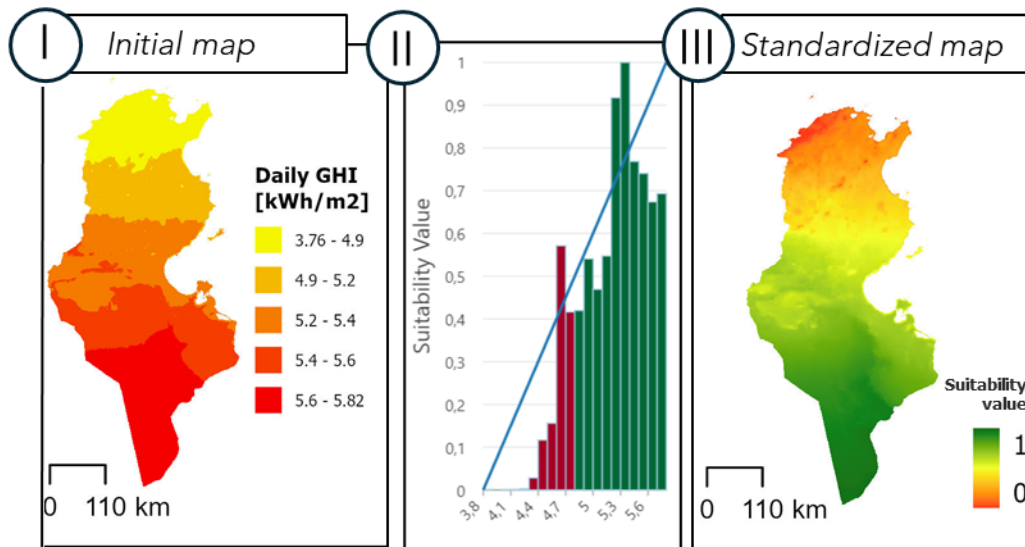 I
Initial map
Daily GHI
[kWh/m2]
3.76 - 4.9
4.9 - 5.2
5.2 - 5.4
5.4 - 5.6
5.6 - 5.82
0 110 km
II
Suitability Value
1
0,9
0,8
0,7
0,6
0,5
0,4
0,3
0,2
0,1
0
3,8
4,1
4,4
4,7
5
5,3
5,6
III
Standardized map
Suitability
value
1
0
0 110 km